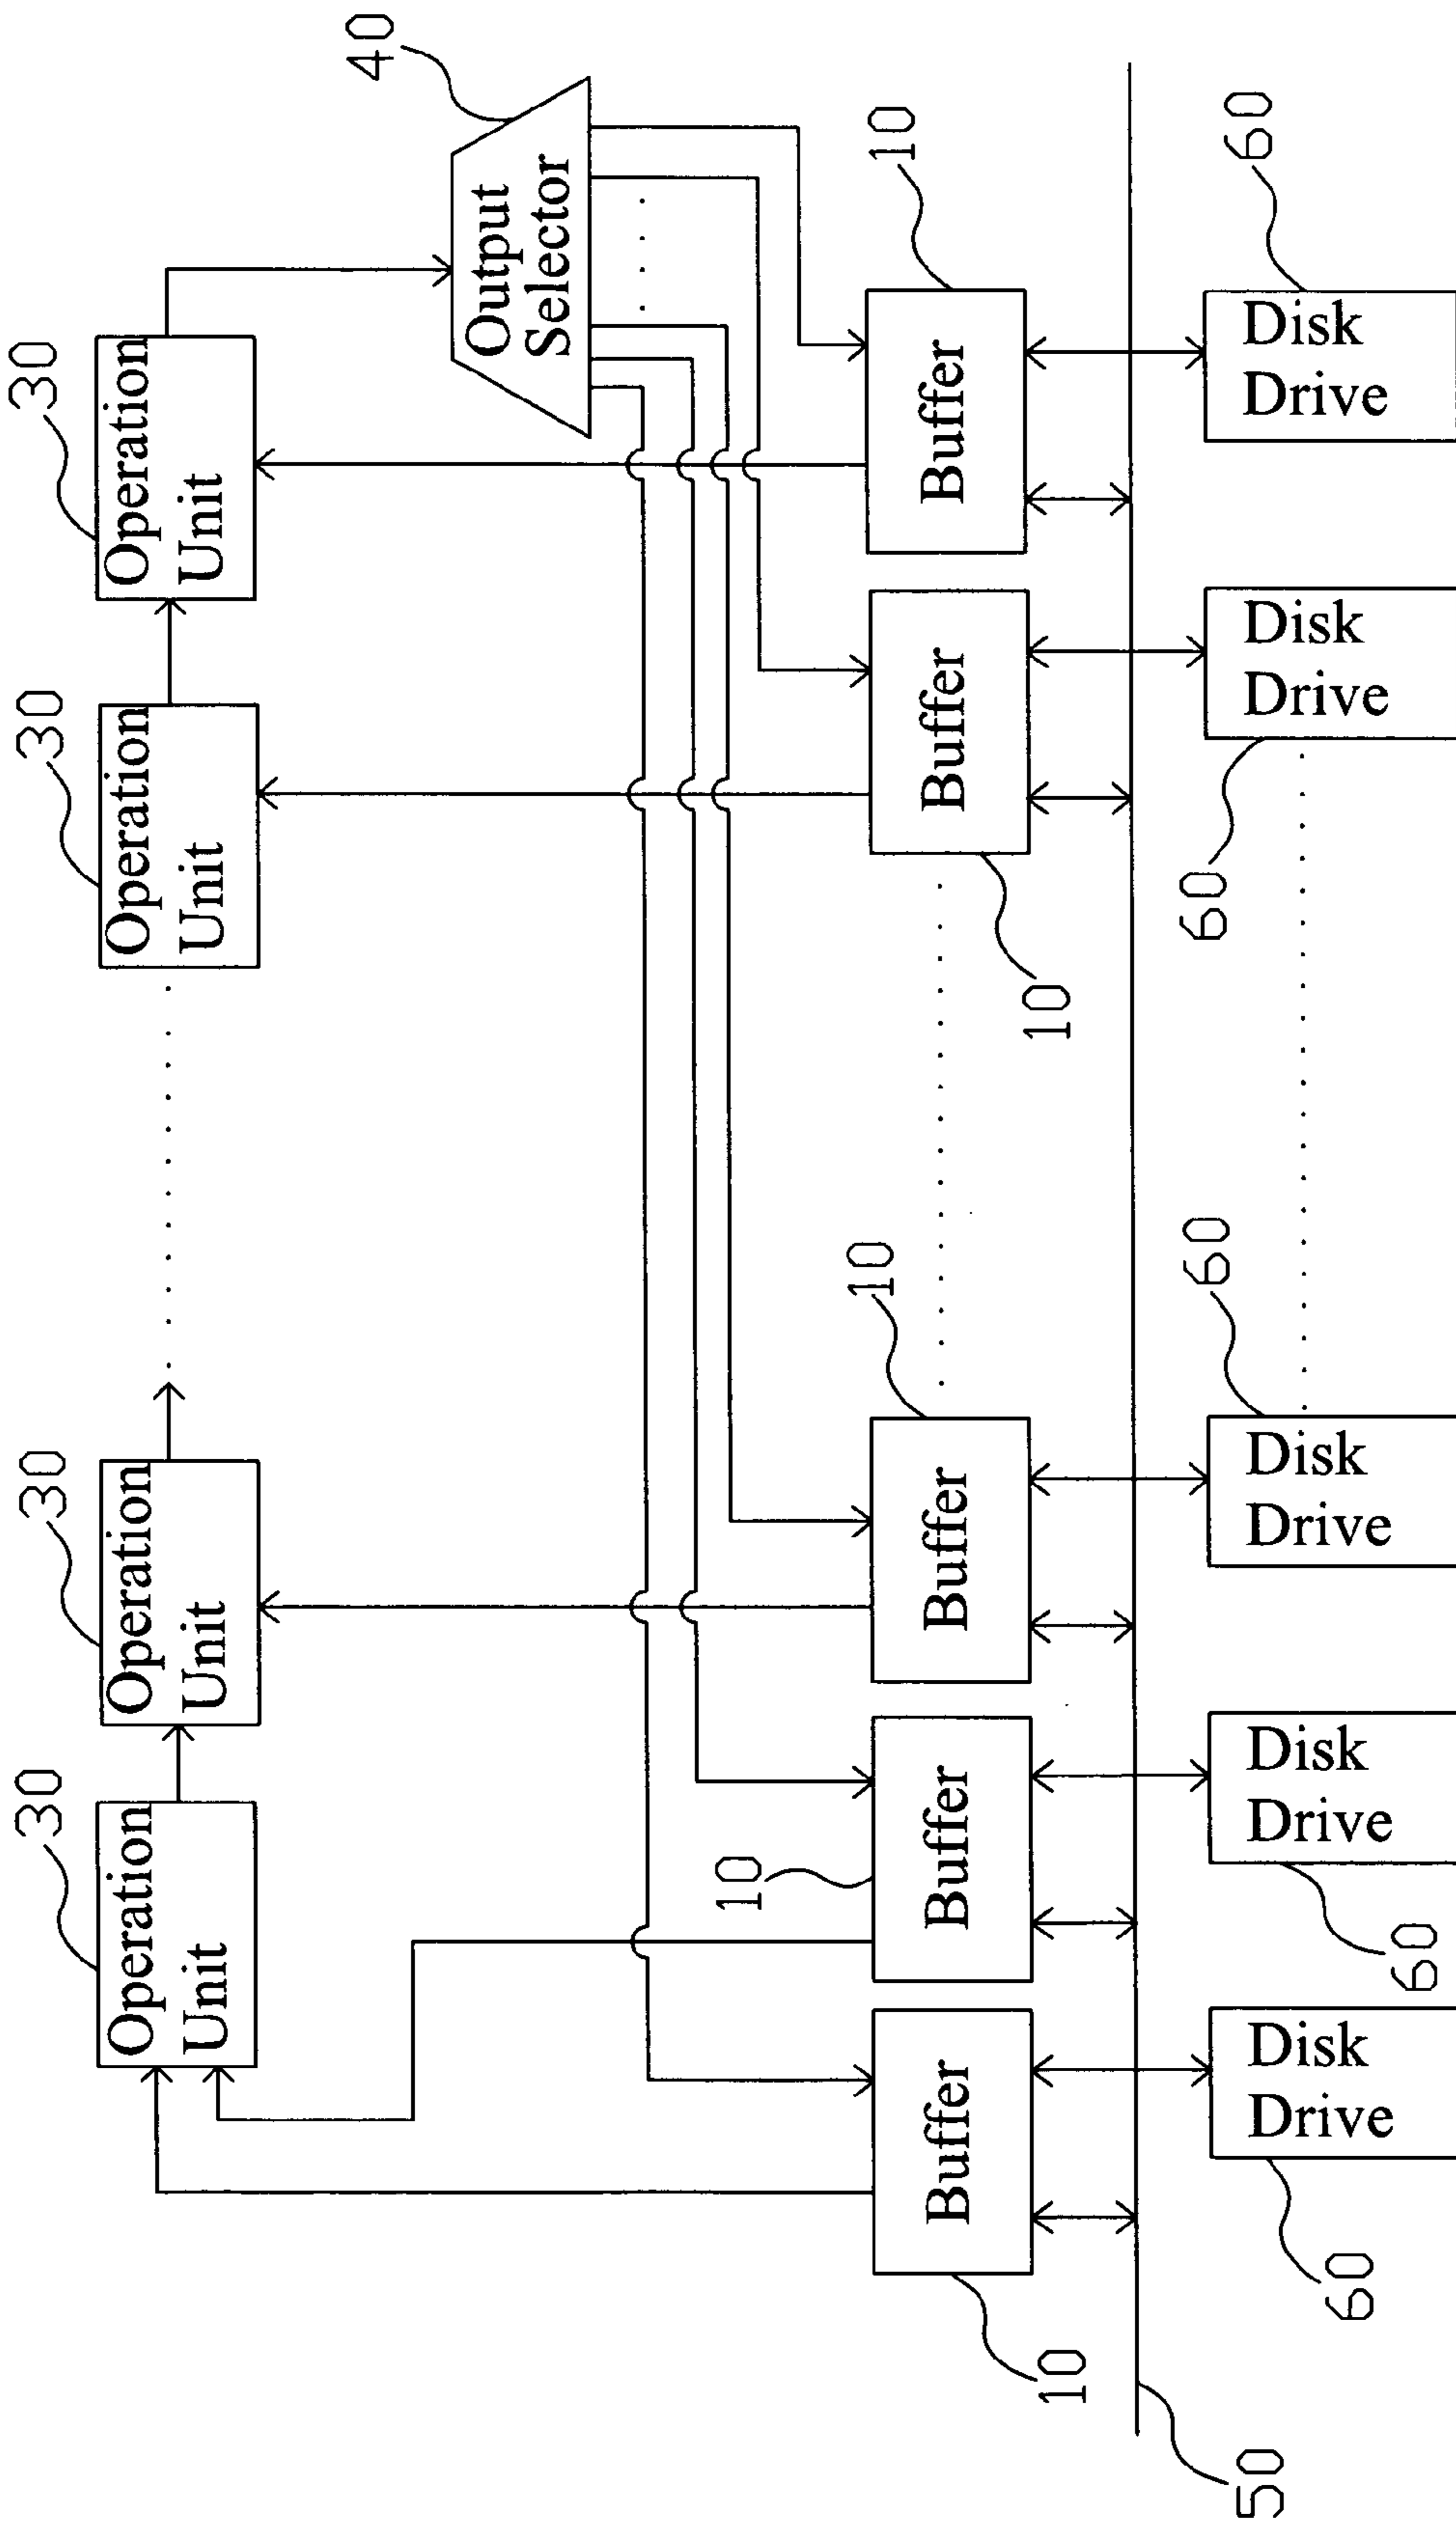 30
30
30
30
Operation
Unit
Operation
Unit
Operation
Unit
Operation
Unit
40
Output
Selector
10
10
10
10
10
Buffer
Buffer
Buffer
Buffer
Buffer
50
60
60
60
60
60
Disk
Drive
Disk
Drive
Disk
Drive
Disk
Drive
Disk
Drive